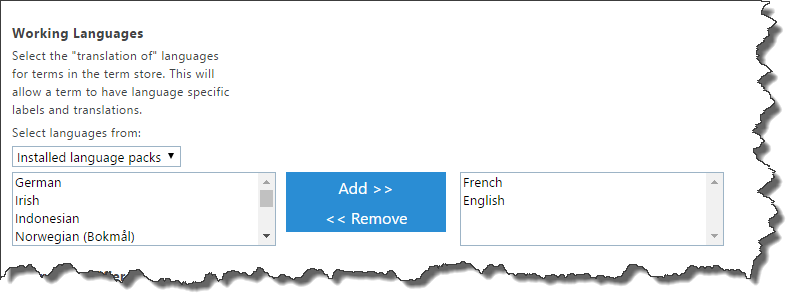 Working Languages
Select the "translation of" languages
for terms in the term store. This will
allow a term to have language specific
labels and translations.
Select languages from:
Installed language packs
German
Irish
Indonesian
Norwegian (Bokmål)
Add >>
<< Remove
French
English